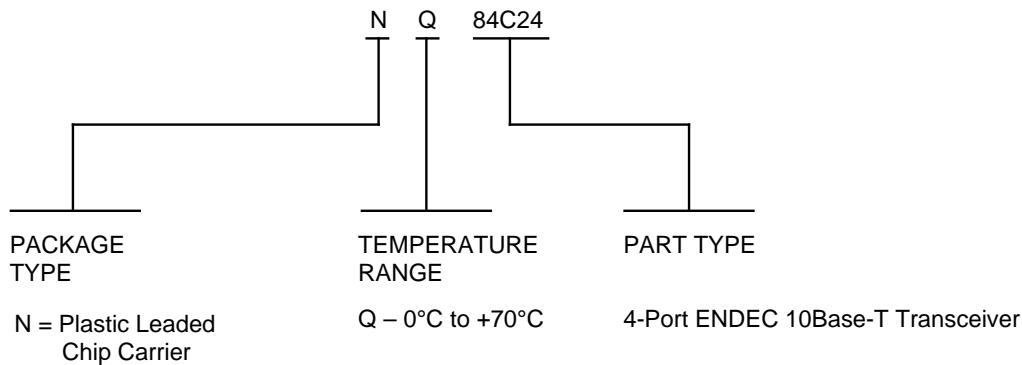 N Q 84C24
PACKAGE
TYPE
TEMPERATURE
RANGE
PART TYPE
N = Plastic Leaded
Chip Carrier
Q – 0°C to +70°C
4-Port ENDEC 10Base-T Transceiver